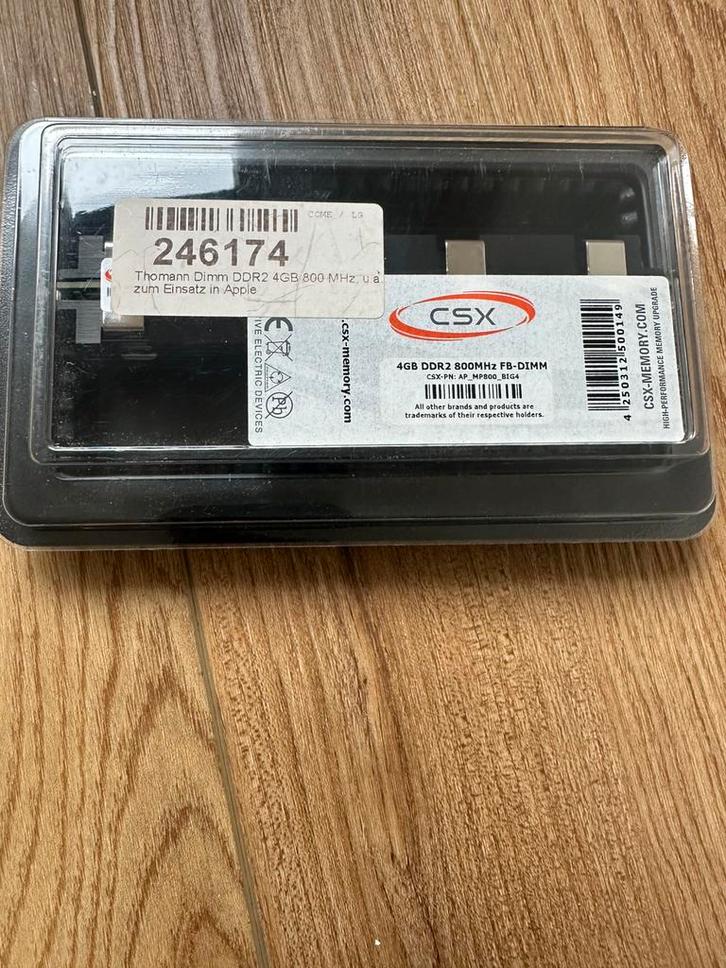 CCME / LG
246174
Thomann Dimm DDR2 4GB 800 MHz, u.a.
zum Einsatz in Apple
CSX
4GB DDR2 800MHz FB-DIMM
CSX-PN: AP_MP800_BIG4
All other brands and products are
trademarks of their respective holders.
IVE ELECTRIC DEVICES
CE
Pb
.csx-memory.com
4 250312 500149
CSX-MEMORY.COM
HIGH-PERFORMANCE MEMORY UPGRADE